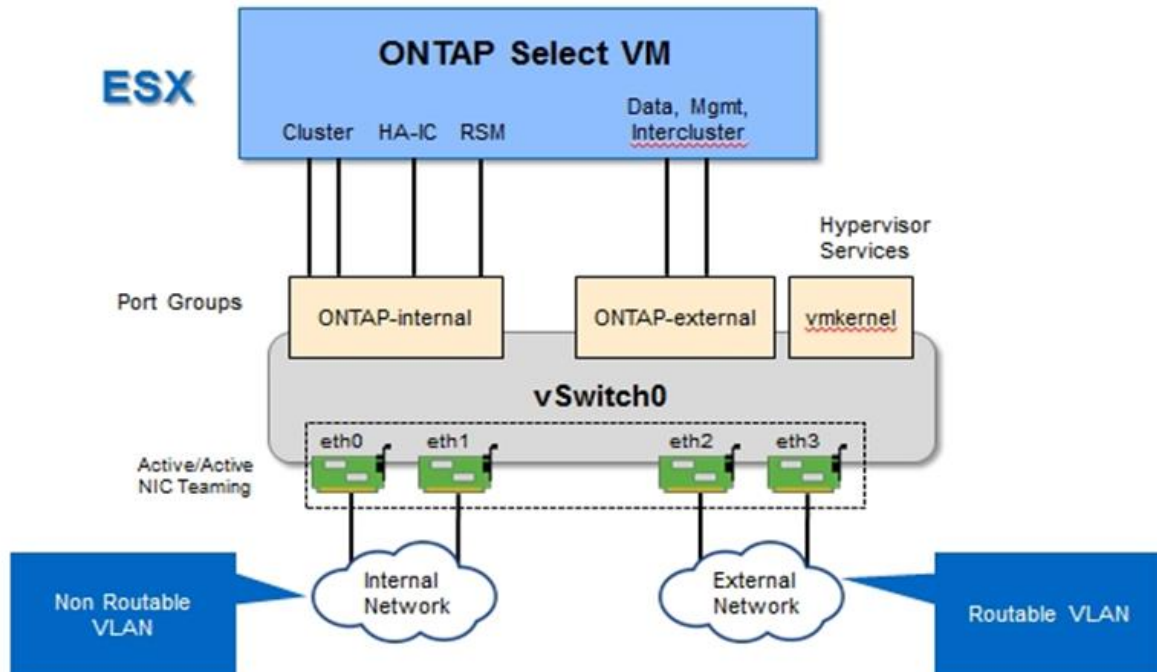 ONTAP Select VM
ESX
Data, Mgmt,
Cluster HA-IC RSM Intercluster
Hypervisor
Services
Port Groups
ONTAP-internal
ONTAP-external
vmkernel
vSwitch0
eth0
eth1
eth2
eth3
Active/Active
NIC Teaming
Internal
Network
External
Network
Non Routable
VLAN
Routable VLAN